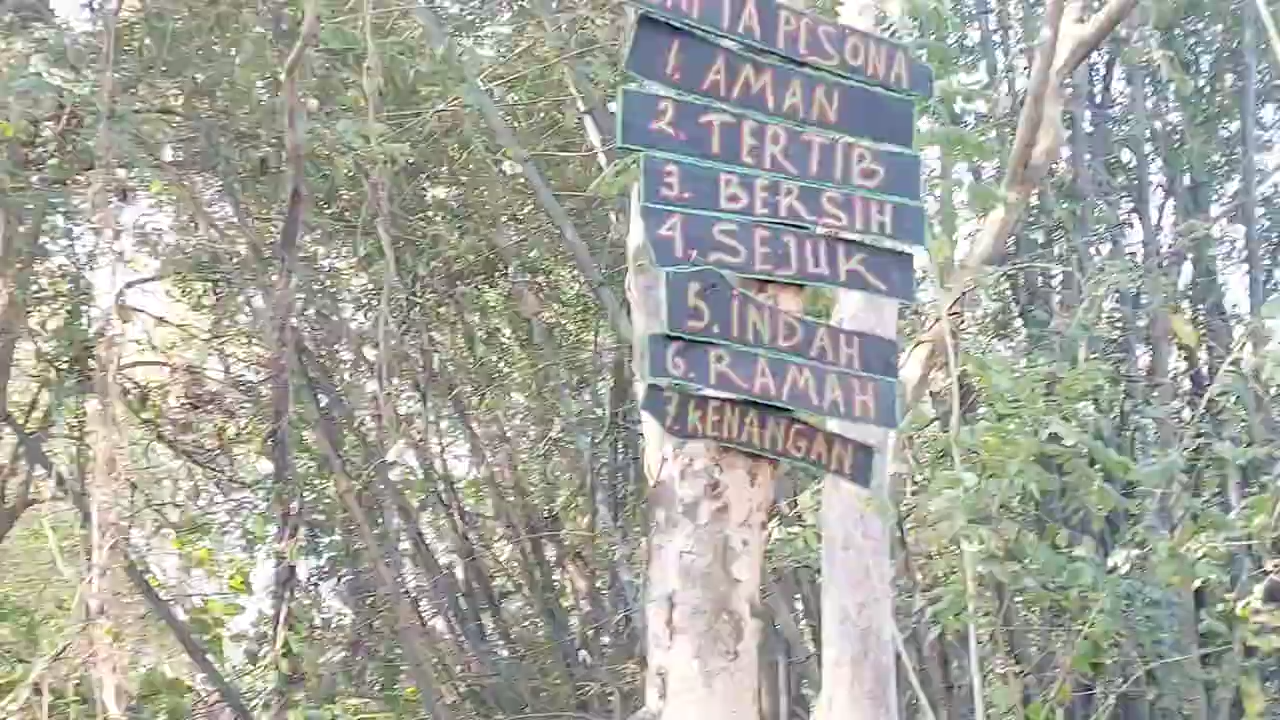 PESONA
1. AMAN
2. TERTIB
3. BERSIH
4. SEJUK
5. INDAH
6. RAMAH
7. KENANGAN